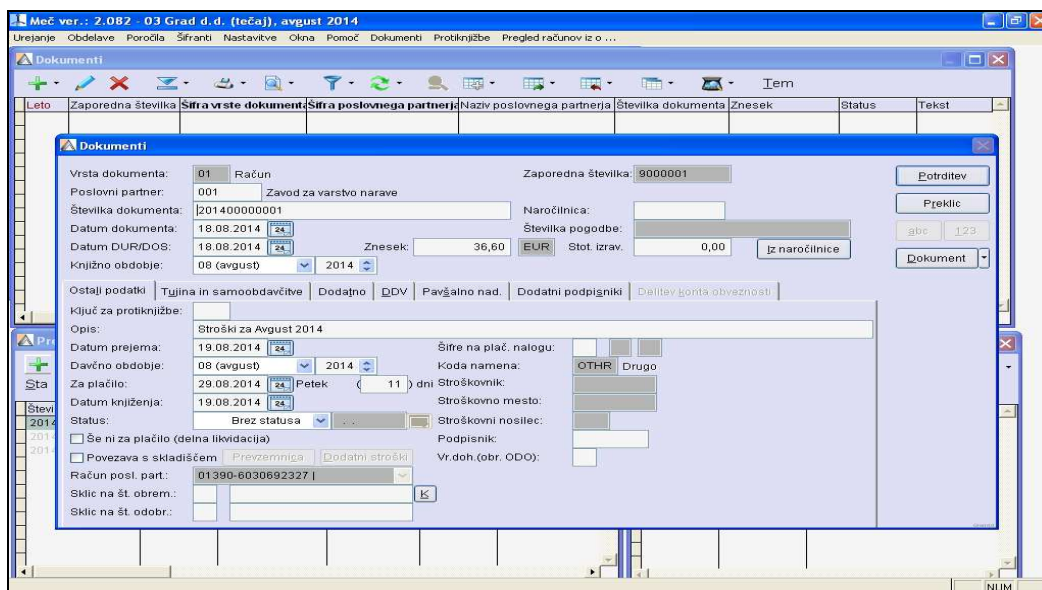 Meč ver.: 2.082 - 03 Grad d.d. (tečaj), avgust 2014
Urejanje Obdelave Poročila Šifranti Nastavitve Okna Pomoč Dokumenti Protiknjižbe Pregled računov iz o ...
Dokumenti
Tem
Leto Zaporedna številka Šifra vrste dokumenta Šifra poslovnega partnerja Naziv poslovnega partnerja Številka dokumenta Znesek Status Tekst
Dokumenti
Vrsta dokumenta: 01 Račun Zaporedna številka: 9000001 Potrditev
Poslovni partner: 001 Zavod za varstvo narave
Številka dokumenta: 201400000001 Naročilnica: Preklic
Datum dokumenta: 18.08.2014 24 Številka pogodbe: abc 123
Datum DUR/DOS: 18.08.2014 24 Znesek: 36,60 EUR Stot. izrav. 0,00 Iz naročilnice
Knjižno obdobje: 08 (avgust) 2014 Dokument
Ostali podatki Tujina in samoobdavčitve Dodatno DDV Pavšalno nad. Dodatni podpisniki Delitev konta obveznosti
Ključ za protiknjižbe:
Opis: Stroški za Avgust 2014
Datum prejema: 19.08.2014 24 Šifre na plač. nalogu:
Davčno obdobje: 08 (avgust) 2014 Koda namena: OTHR Drugo
Za plačilo: 29.08.2014 24 Petek ( 11 ) dni Stroškovnik:
Datum knjiženja: 19.08.2014 24 Stroškovno mesto:
Status: Brez statusa . . Stroškovni nosilec:
Še ni za plačilo (delna likvidacija) Podpisnik:
Povezava s skladiščem Prevzemnica Dodatni stroški Vr.doh.(obr. ODO):
Račun posl. part.: 01390-6030692327 |
Sklic na št. obrem.: K
Sklic na št. odobr.:
Pre
Sta
Števi
2014
201
201
NUM